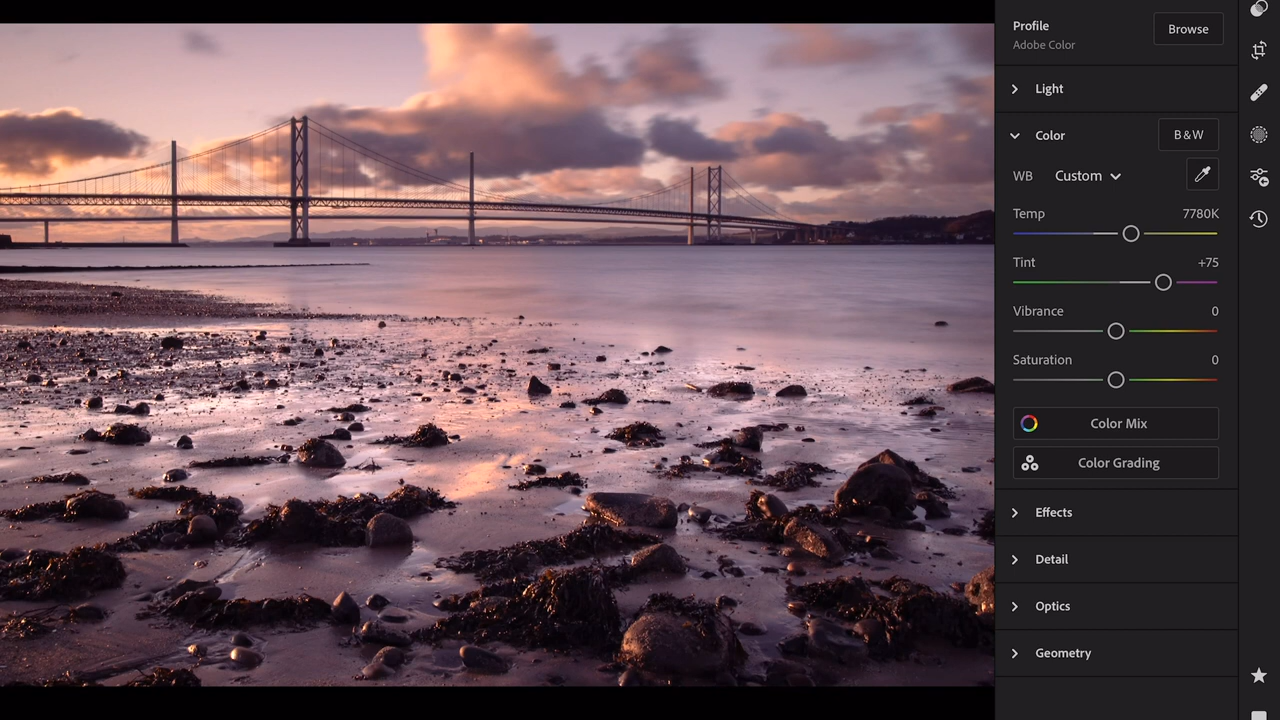 Profile
Adobe Color
Browse
Light
Color
B&W
WB
Custom
Temp
7780K
Tint
+75
Vibrance
0
Saturation
0
Color Mix
Color Grading
Effects
Detail
Optics
Geometry